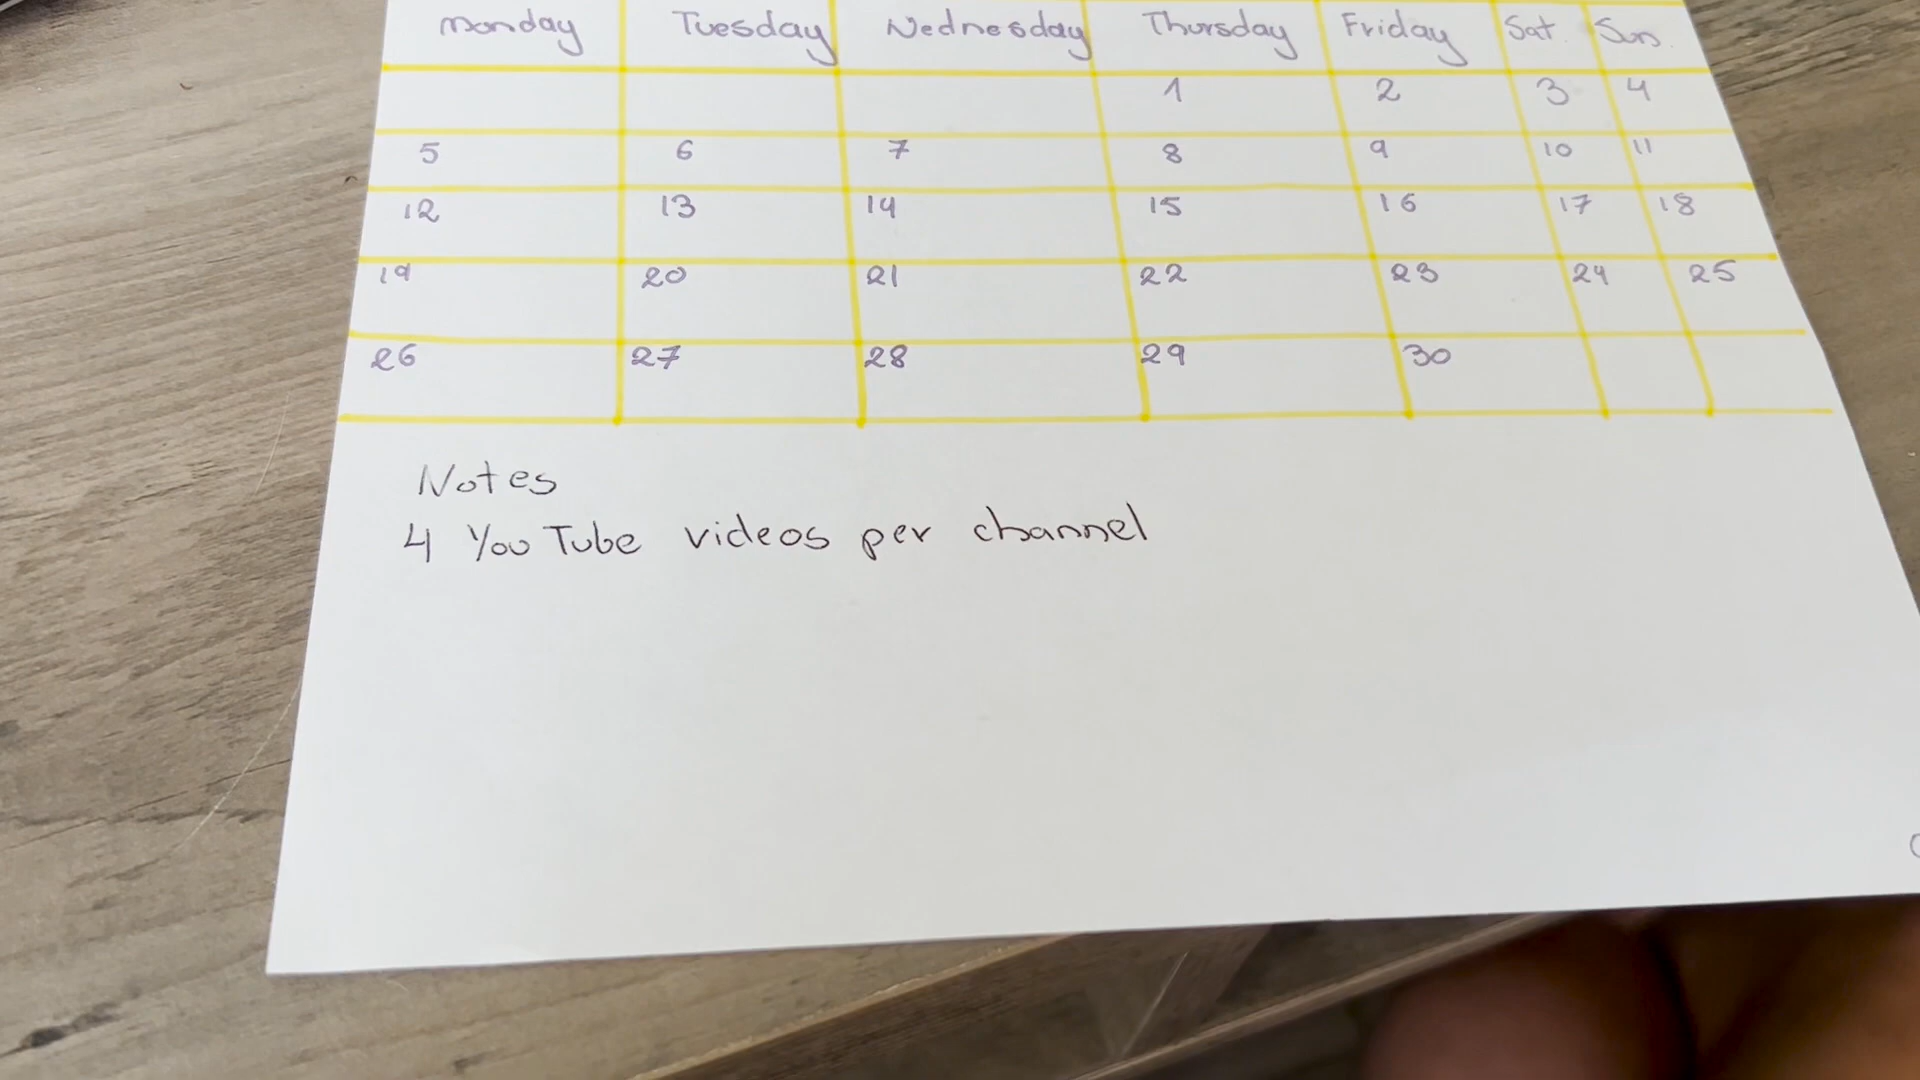 Monday Tuesday Wednesday Thursday Friday Sat. Sun.
1 2 3 4
5 6 7 8 9 10 11
12 13 14 15 16 17 18
19 20 21 22 23 24 25
26 27 28 29 30
Notes
4 YouTube videos per channel